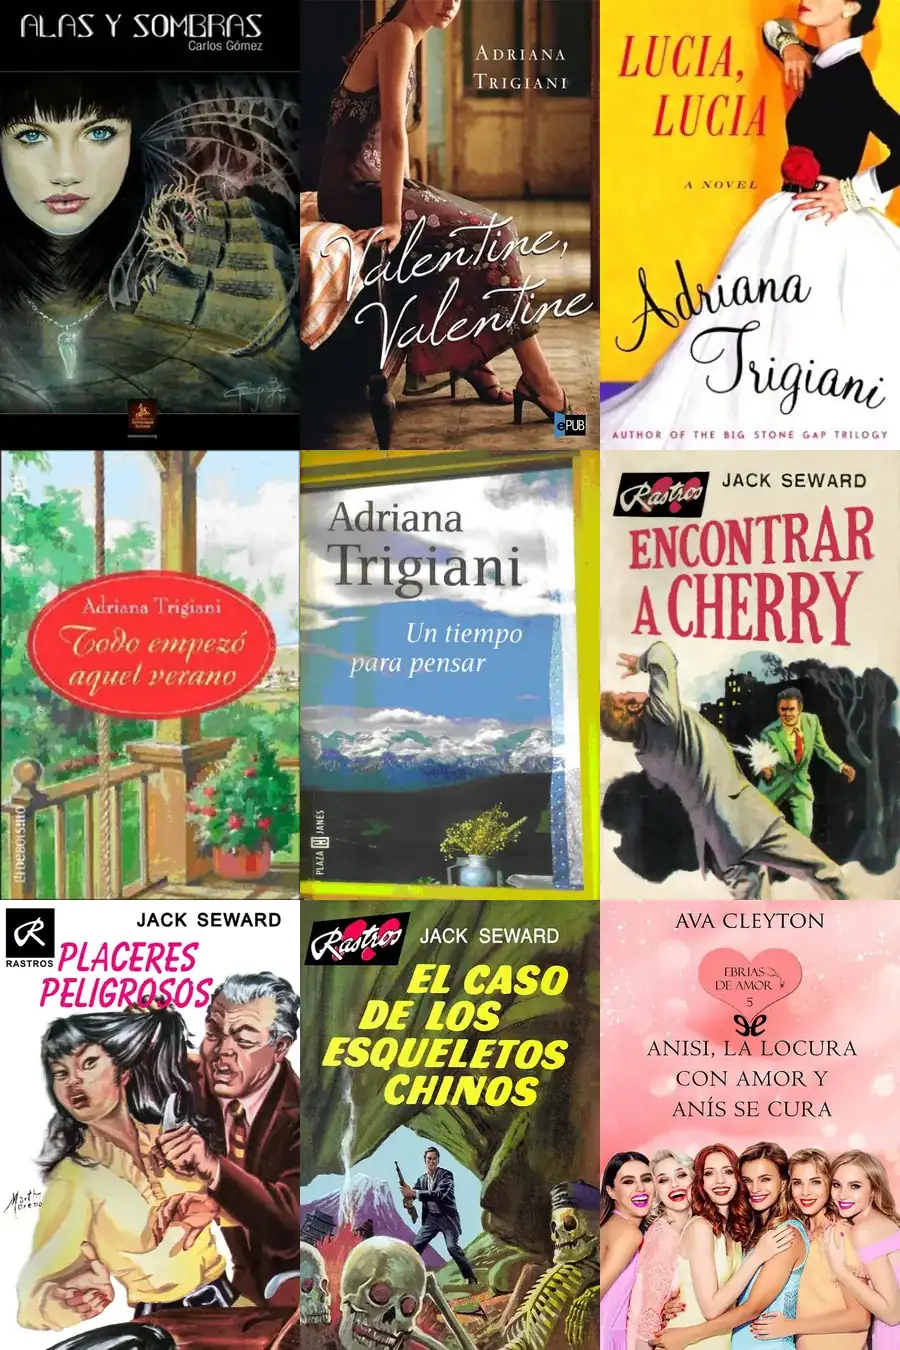 ALAS Y SOMBRAS
Carlos Gómez
ADRIANA
TRIGIANI
Valentine,
Valentine
ePUB
LUCIA,
LUCIA
A NOVEL
Adriana
Trigiani
AUTHOR OF THE BIG STONE GAP TRILOGY
Adriana Trigiani
Todo empezó
aquel verano
Adriana
Trigiani
Un tiempo
para pensar
PLAZA JANÉS
Rastros
JACK SEWARD
ENCONTRAR
A CHERRY
R
RASTROS
JACK SEWARD
PLACERES
PELIGROSOS
Martha
Moreno
Rastros
JACK SEWARD
EL CASO
DE LOS
ESQUELETOS
CHINOS
AVA CLEYTON
EBRIAS
DE AMOR
5
ANISI, LA LOCURA
CON AMOR Y
ANÍS SE CURA